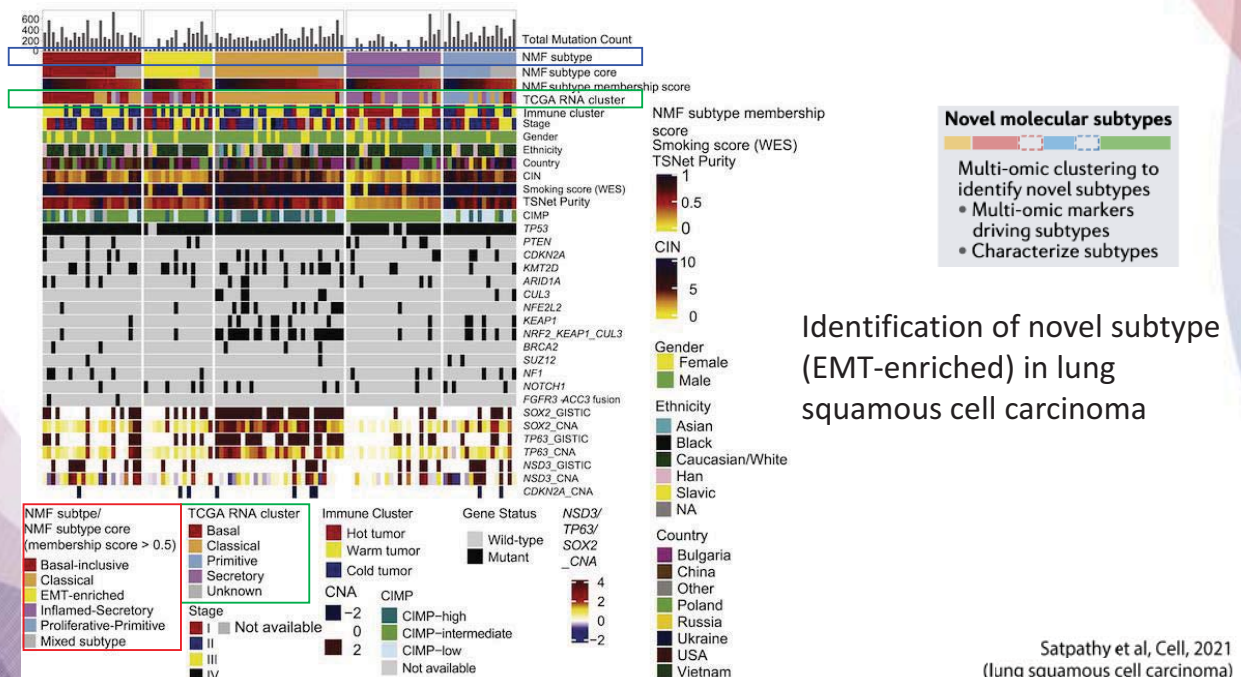 600
400
200
0
Total Mutation Count
NMF subtype
NMF subtype core
NMF subtype membership score
TCGA RNA cluster
Immune cluster
Stage
Gender
Ethnicity
Country
CIN
Smoking score (WES)
TSNet Purity
CIMP
TP53
PTEN
CDKN2A
KMT2D
ARID1A
CUL3
NFE2L2
KEAP1
NRF2_KEAP1_CUL3
BRCA2
SUZ12
NF1
NOTCH1
FGFR3-ACC3 fusion
SOX2_GISTIC
SOX2_CNA
TP63_GISTIC
TP63_CNA
NSD3_GISTIC
NSD3_CNA
CDKN2A_CNA
NMF subtpe/
NMF subtype core
(membership score > 0.5)
Basal-inclusive
Classical
EMT-enriched
Inflamed-Secretory
Proliferative-Primitive
Mixed subtype
TCGA RNA cluster
Basal
Classical
Primitive
Secretory
Unknown
Stage
I
Not available
II
III
IV
Immune Cluster
Hot tumor
Warm tumor
Cold tumor
CNA
-2
0
2
CIMP
CIMP-high
CIMP-intermediate
CIMP-low
Not available
Gene Status
Wild-type
Mutant
NSD3/
TP63/
SOX2
_CNA
4
2
0
-2
NMF subtype membership
score
Smoking score (WES)
TSNet Purity
1
0.5
0
CIN
10
5
0
Gender
Female
Male
Ethnicity
Asian
Black
Caucasian/White
Han
Slavic
NA
Country
Bulgaria
China
Other
Poland
Russia
Ukraine
USA
Vietnam
Novel molecular subtypes
Multi-omic clustering to
identify novel subtypes
• Multi-omic markers
driving subtypes
• Characterize subtypes
Identification of novel subtype
(EMT-enriched) in lung
squamous cell carcinoma
Satpathy et al, Cell, 2021
(lung squamous cell carcinoma)